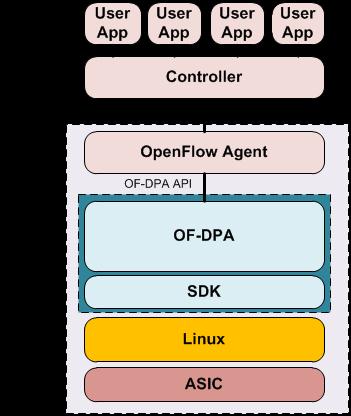 User App User App User App User App
Controller
OpenFlow Agent
OF-DPA API
OF-DPA
SDK
Linux
ASIC